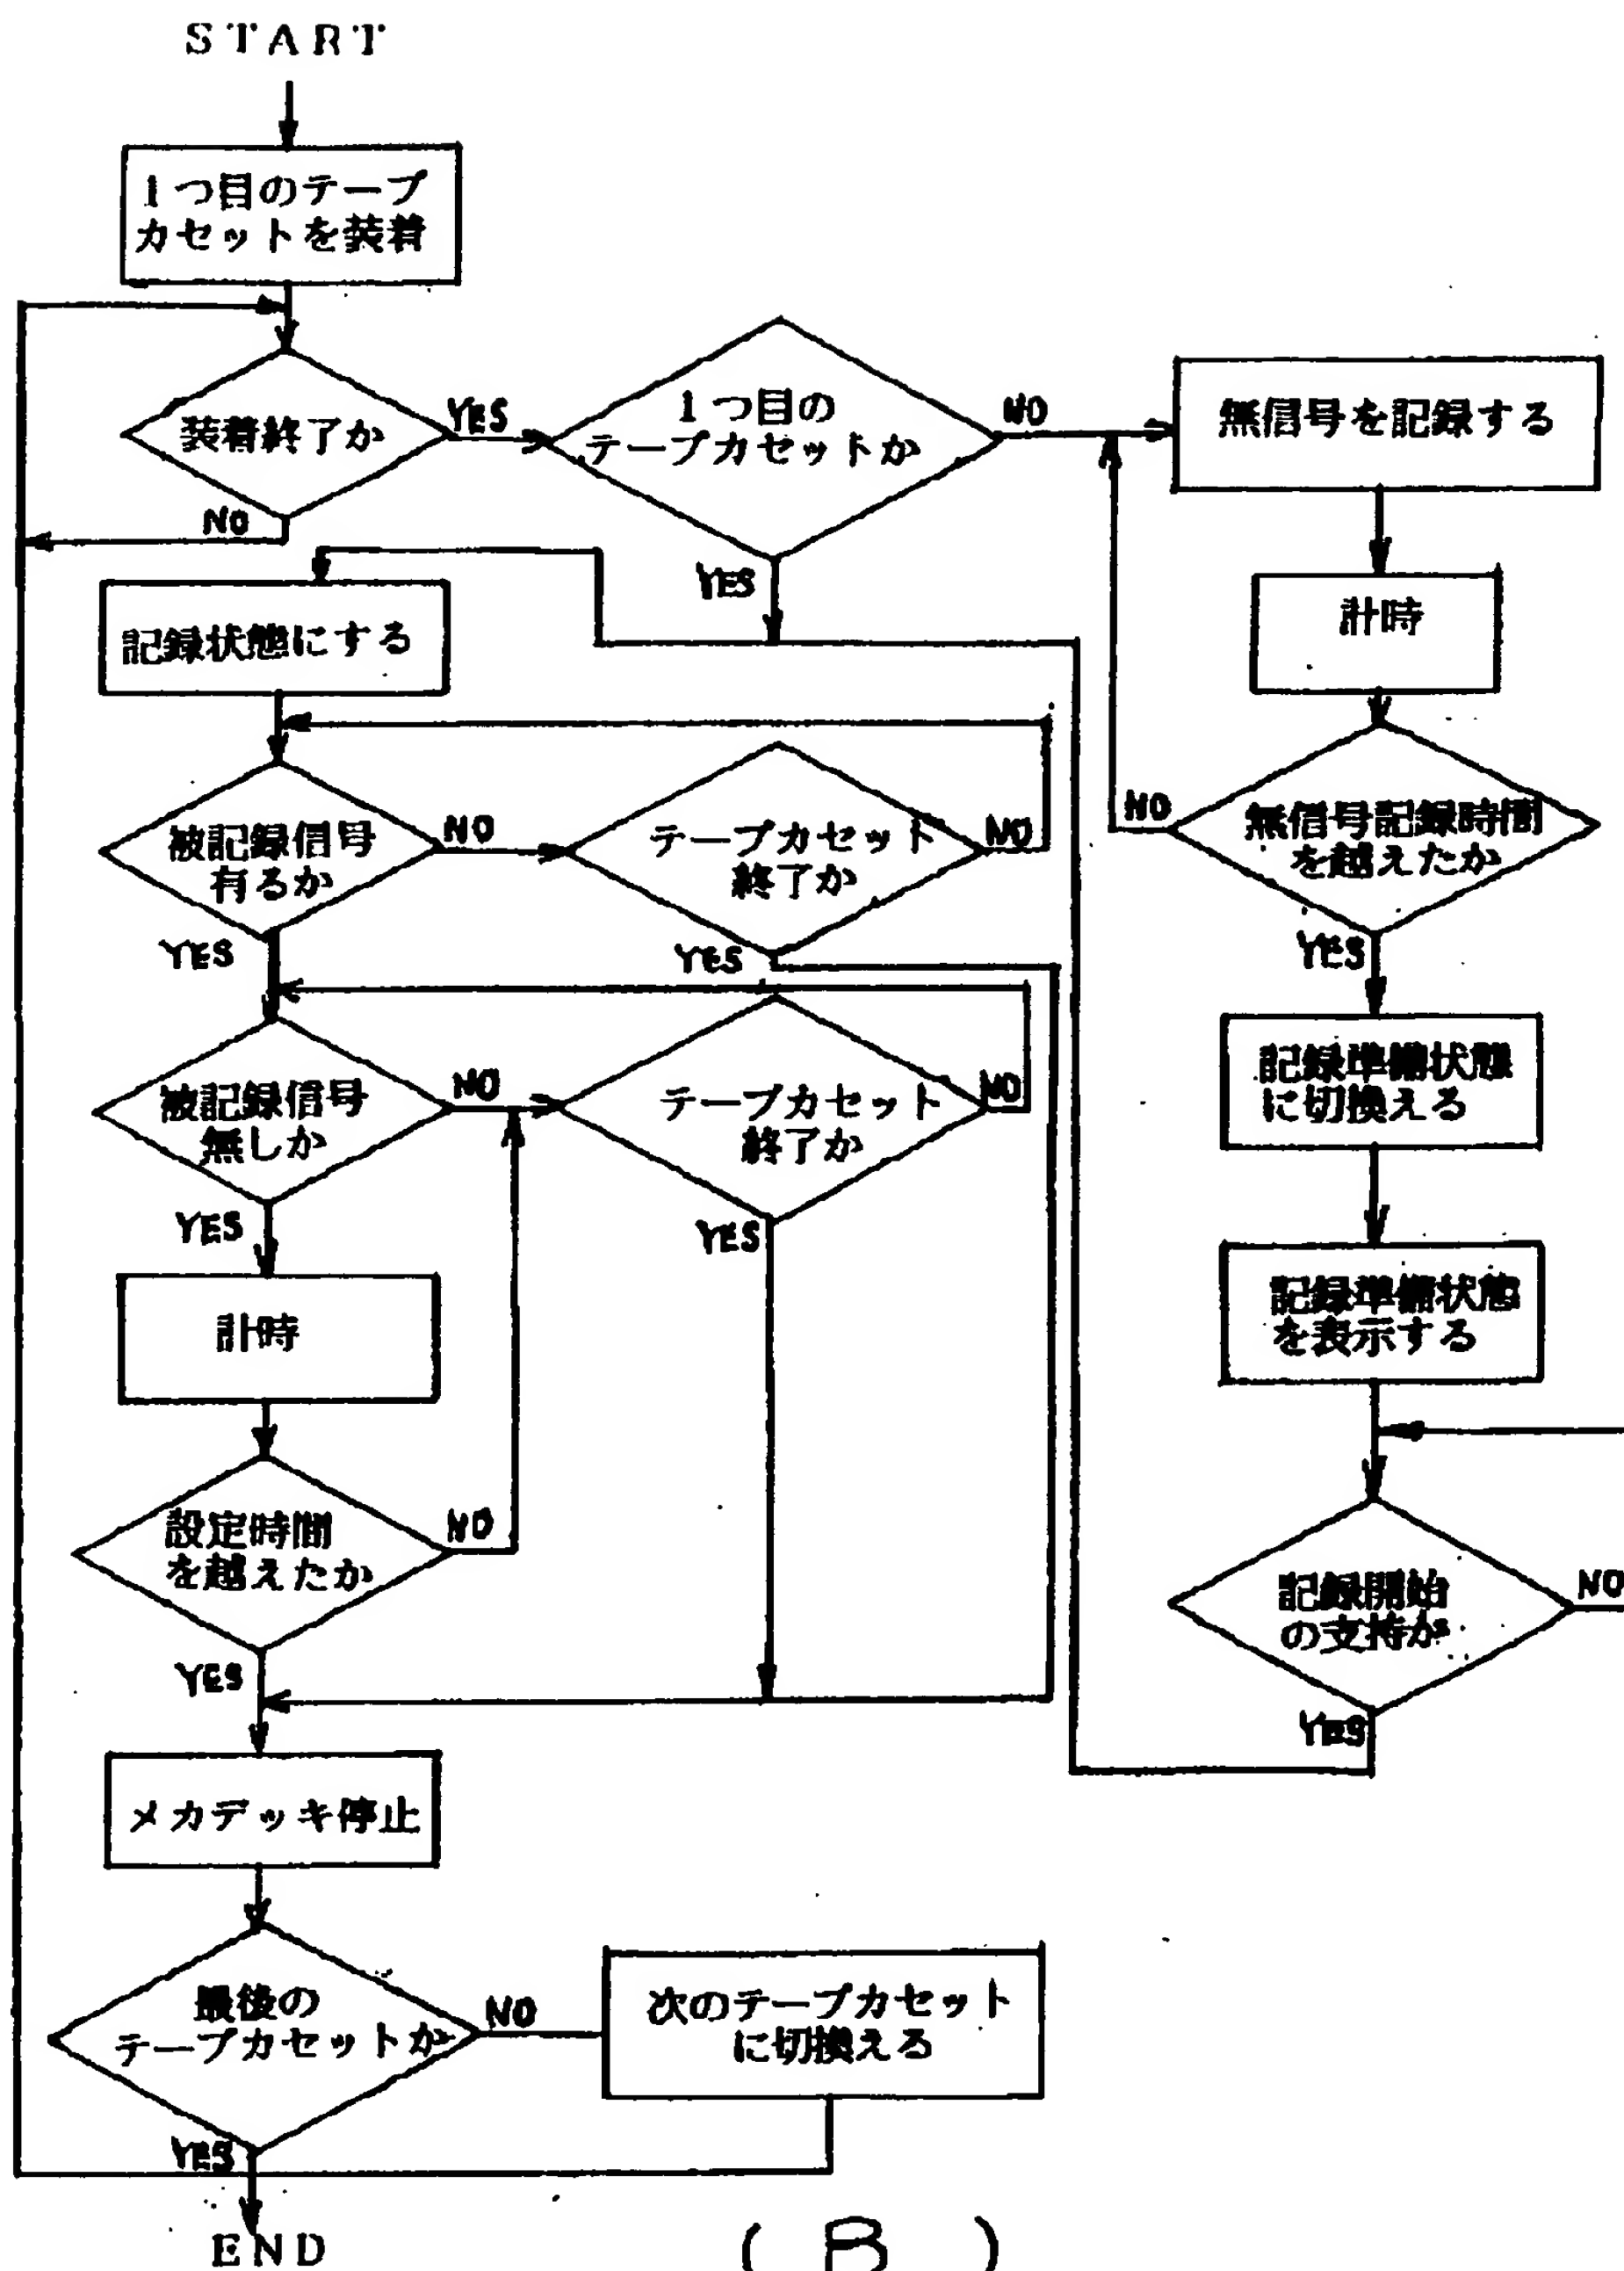 START
1つ目のテープ
カセットを装着
装着終了か
YES
NO
1つ目の
テープカセットか
NO
YES
無信号を記録する
計時
無信号記録時間
を越えたか
NO
YES
記録準備状態
に切換える
記録準備状態
を表示する
記録開始
の支持か
NO
YES
記録状態にする
被記録信号
有るか
NO
YES
テープカセット
終了か
NO
YES
被記録信号
無しか
NO
YES
テープカセット
終了か
NO
YES
計時
設定時間
を越えたか
NO
YES
メカデッキ停止
最後の
テープカセットか
NO
YES
次のテープカセット
に切換える
END
(B)